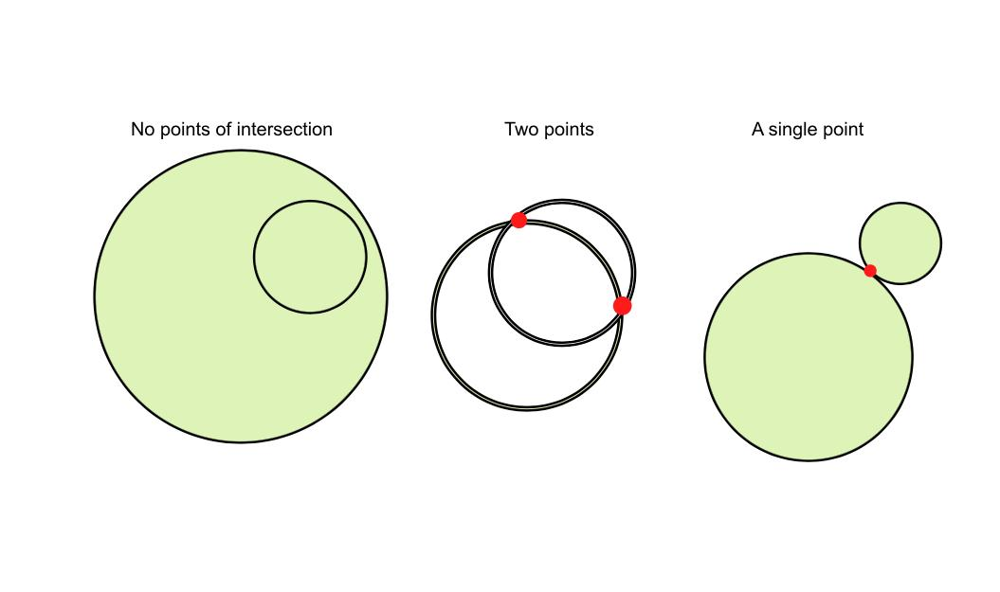 No points of intersection
Two points
A single point